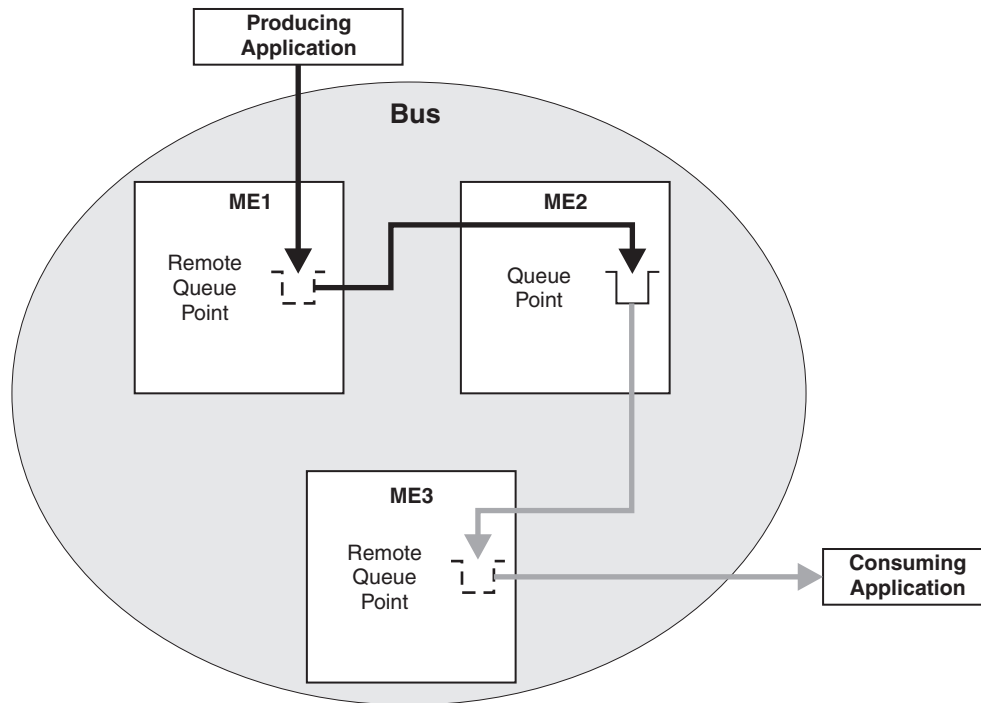 Producing
Application
Bus
ME1
Remote
Queue
Point
ME2
Queue
Point
ME3
Remote
Queue
Point
Consuming
Application